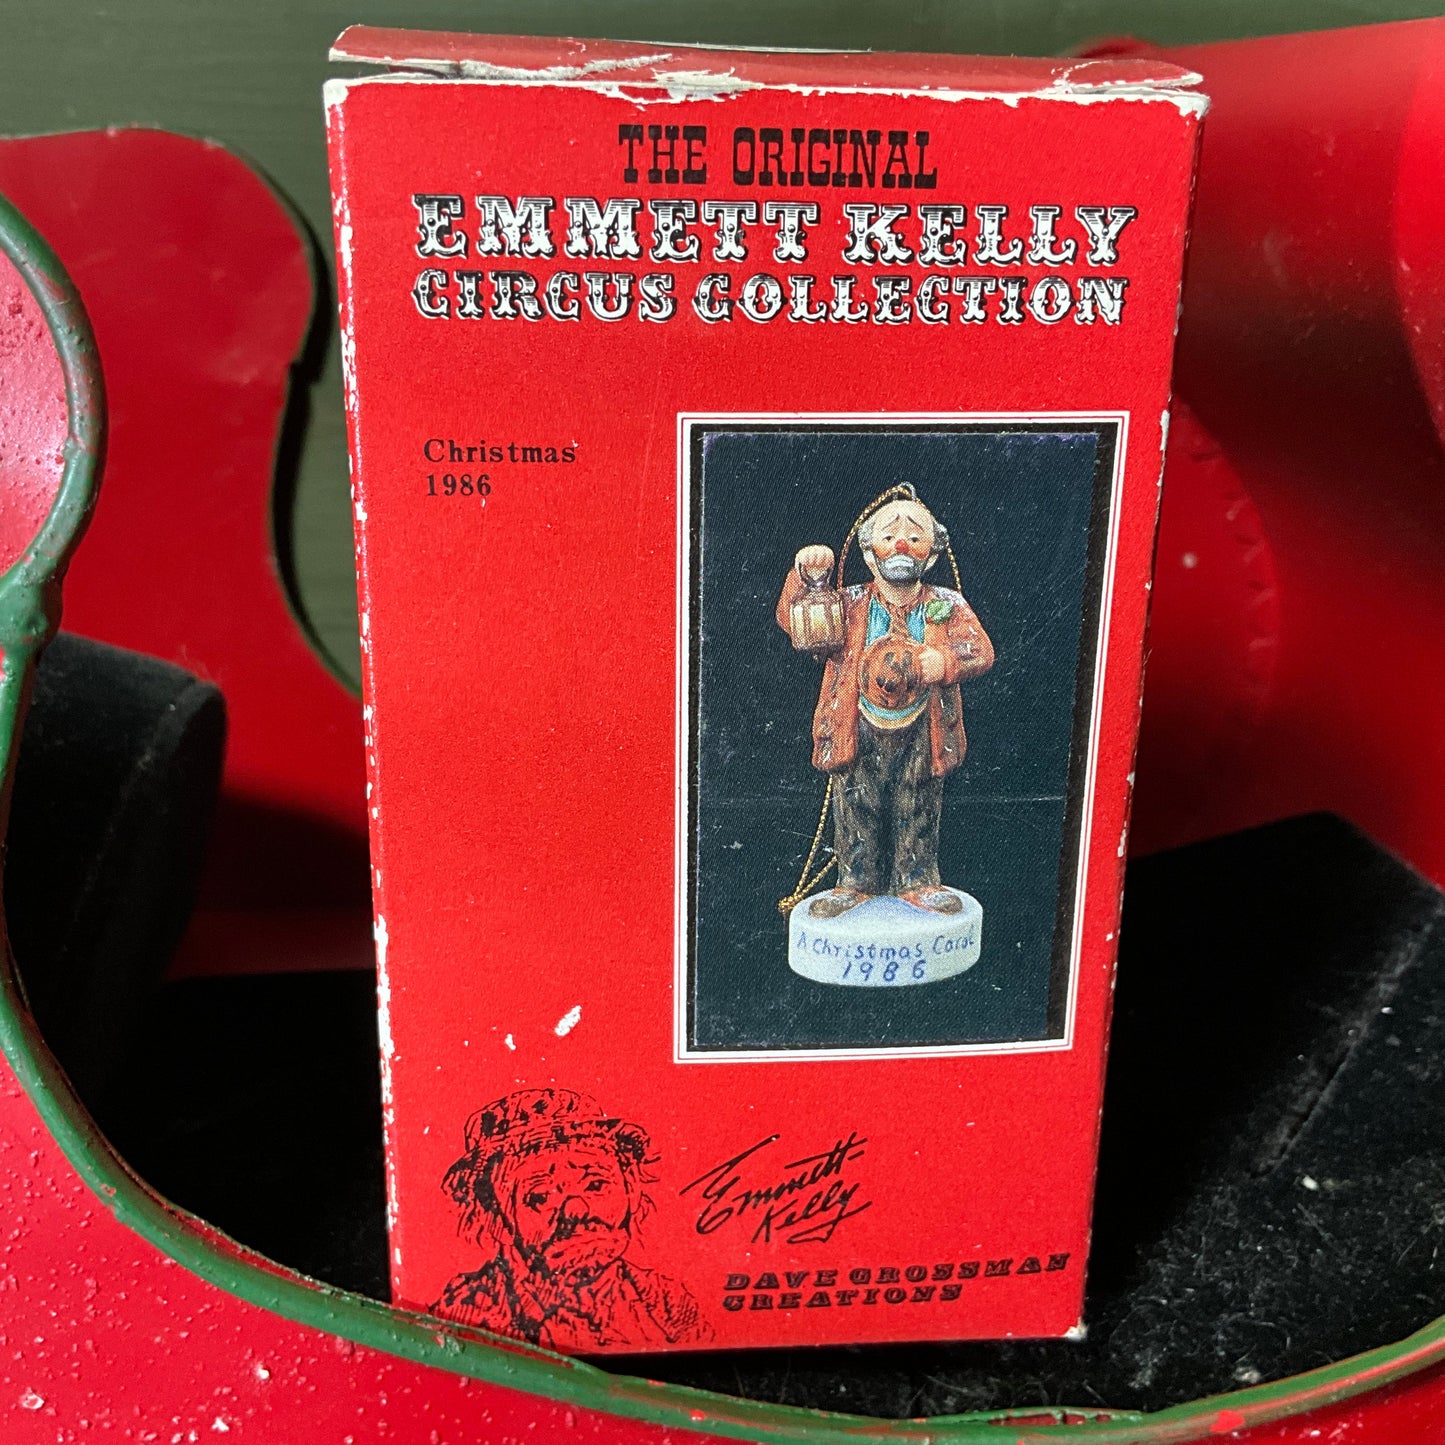 THE ORIGINAL
EMMETT KELLY
CIRCUS COLLECTION
Christmas
1986
A Christmas Carol
1986
Emmett
Kelly
DAVE GROSSMAN
CREATIONS